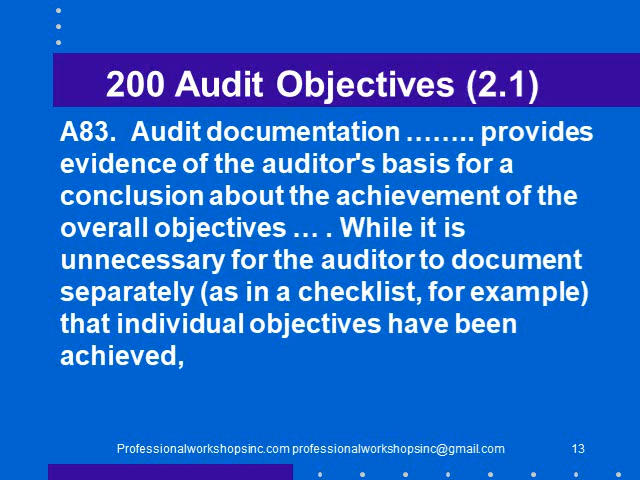 200 Audit Objectives (2.1)
A83.  Audit documentation …….. provides
evidence of the auditor's basis for a
conclusion about the achievement of the
overall objectives … . While it is
unnecessary for the auditor to document
separately (as in a checklist, for example)
that individual objectives have been
achieved,
Professionalworkshopsinc.com professionalworkshopsinc@gmail.com 13